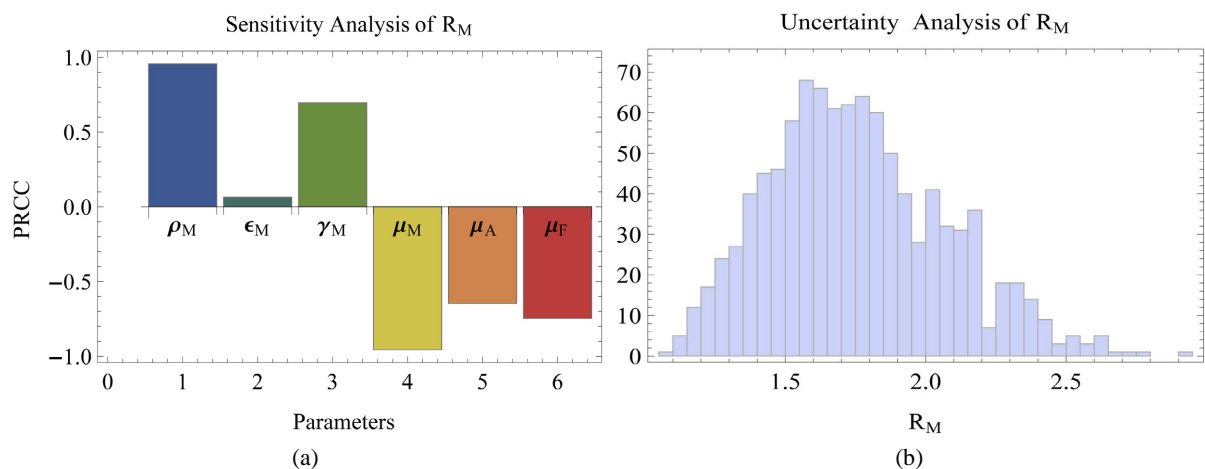 Sensitivity Analysis of R_M
1.0
0.5
0.0
−0.5
−1.0
PRCC
ρ_M
ϵ_M
γ_M
μ_M
μ_A
μ_F
0 1 2 3 4 5 6
Parameters
(a)
Uncertainty Analysis of R_M
70
60
50
40
30
20
10
0
1.5 2.0 2.5
R_M
(b)